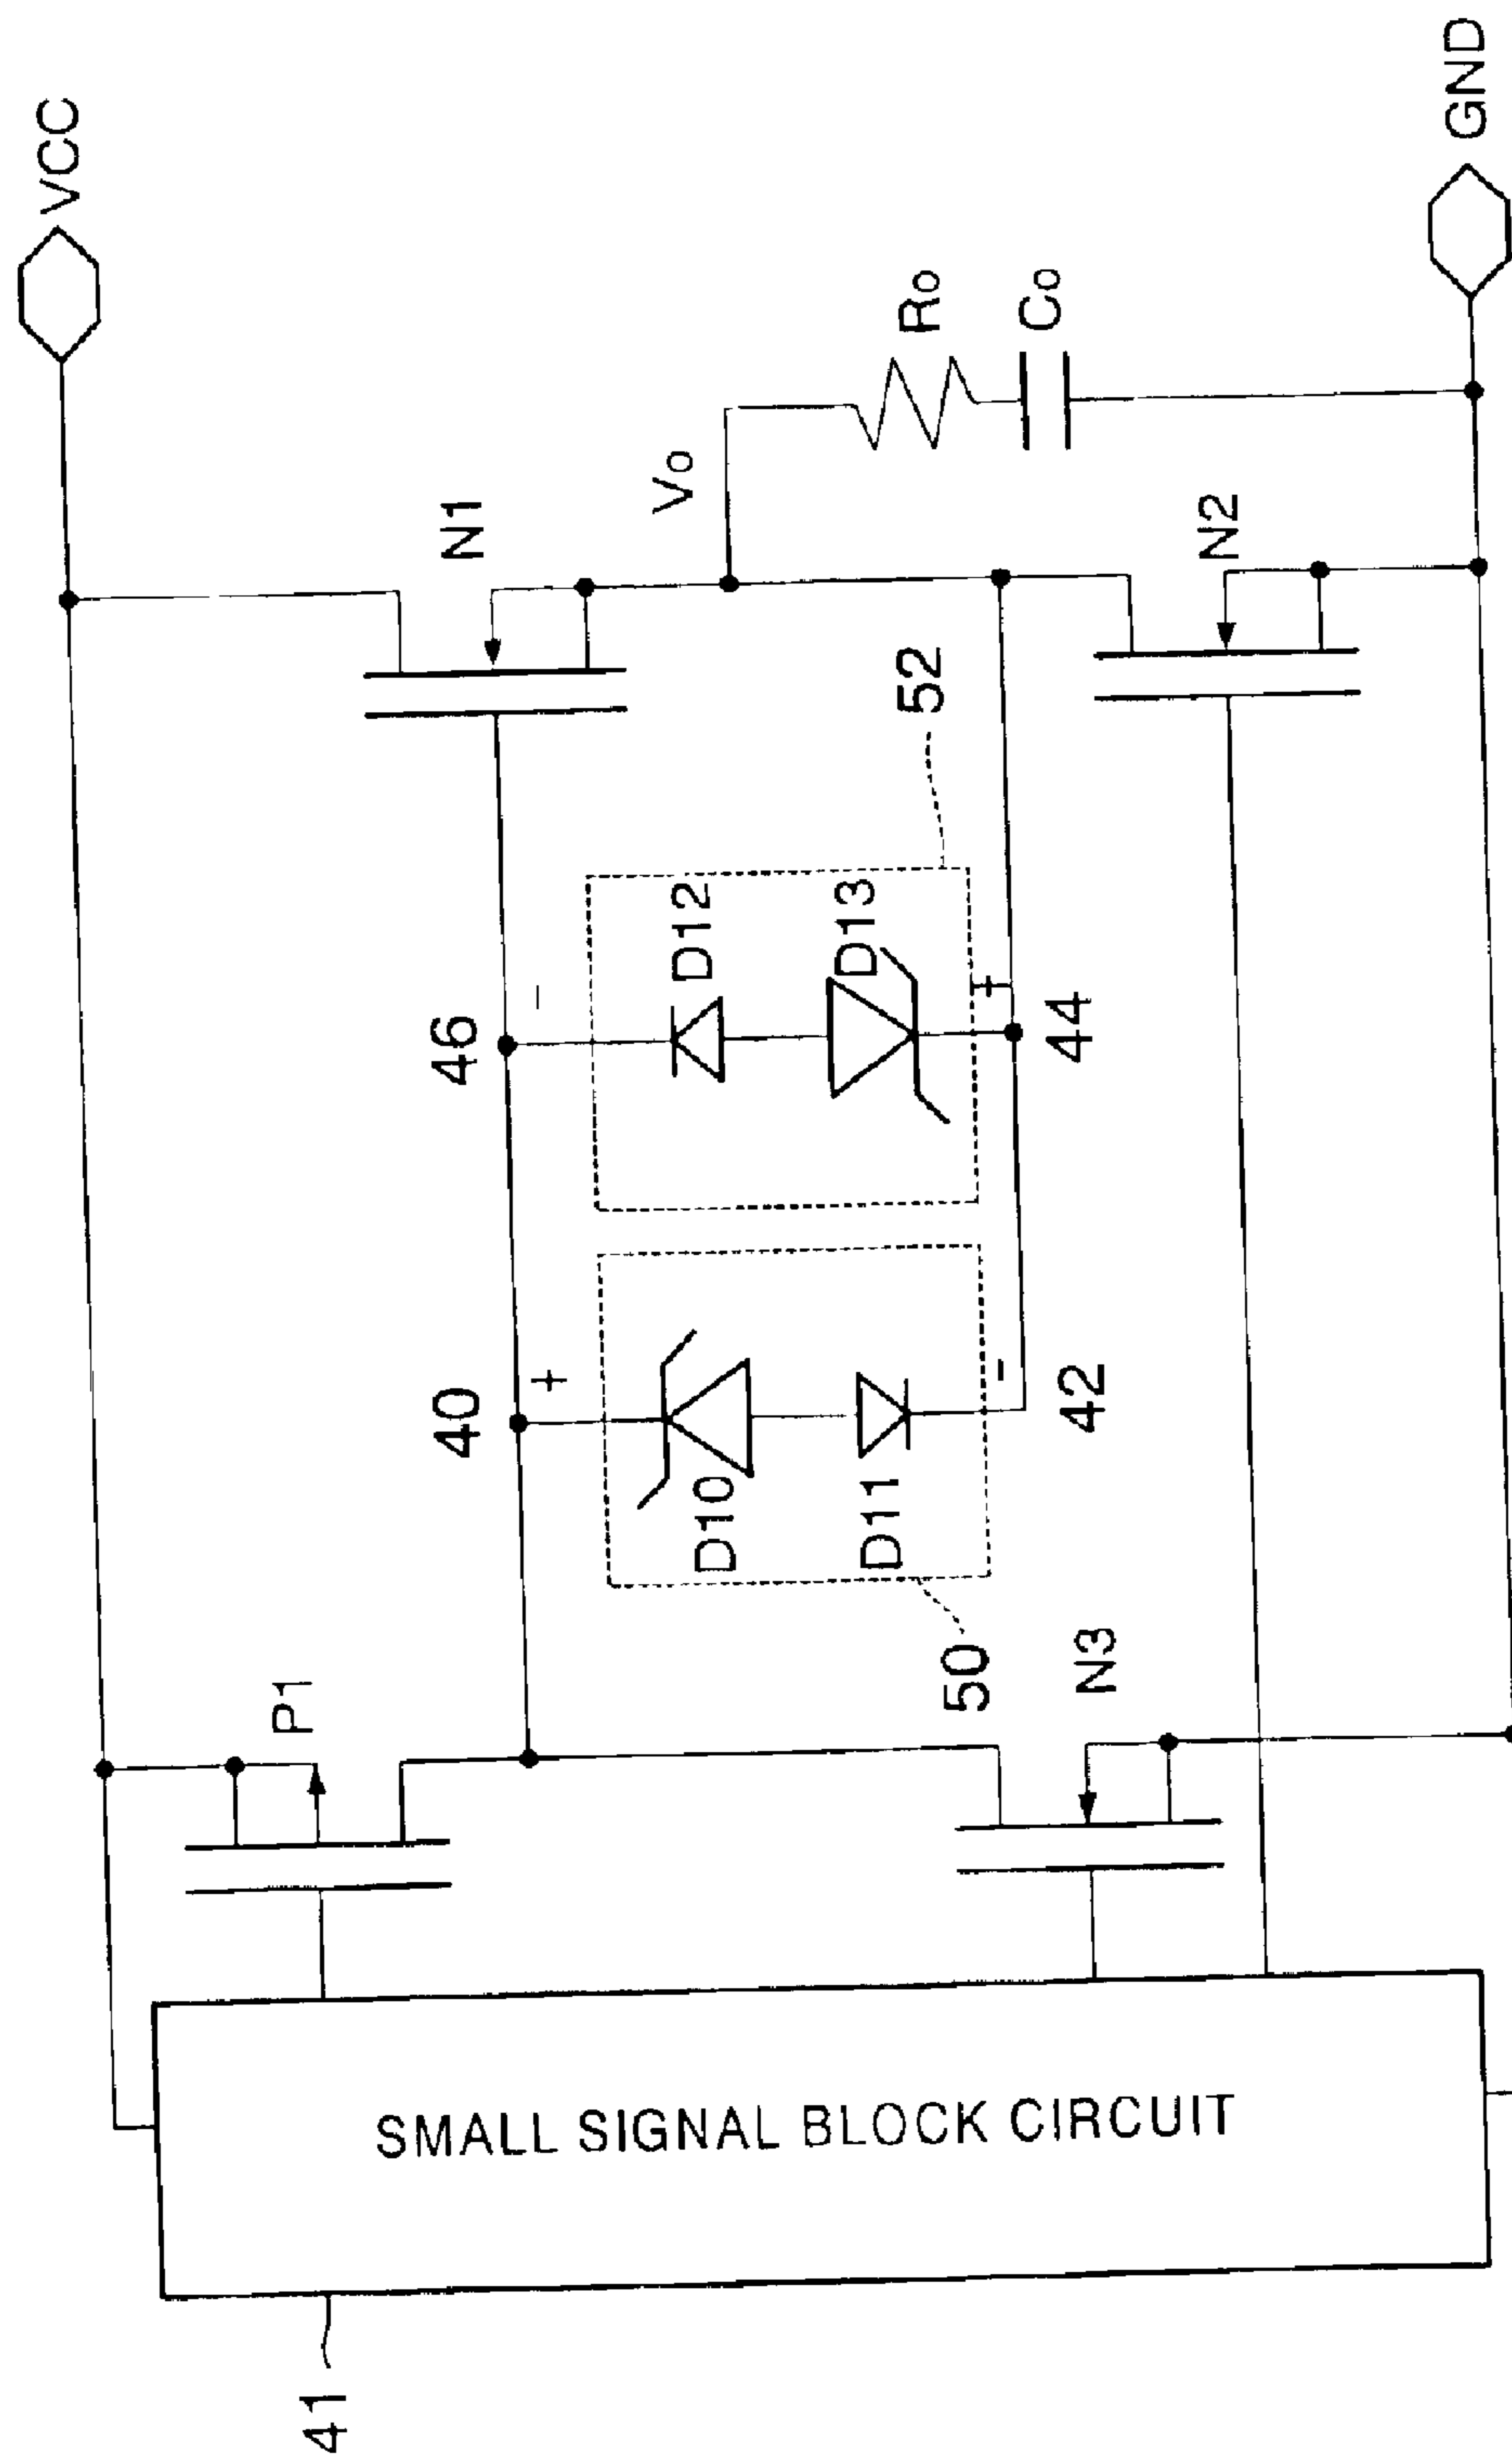 VCC
P1
N1
40
46
Vo
Ro
+
-
D10
D12
Co
41
SMALL SIGNAL BLOCK CIRCUIT
D11
D13
50
52
-
+
42
44
N3
N2
GND